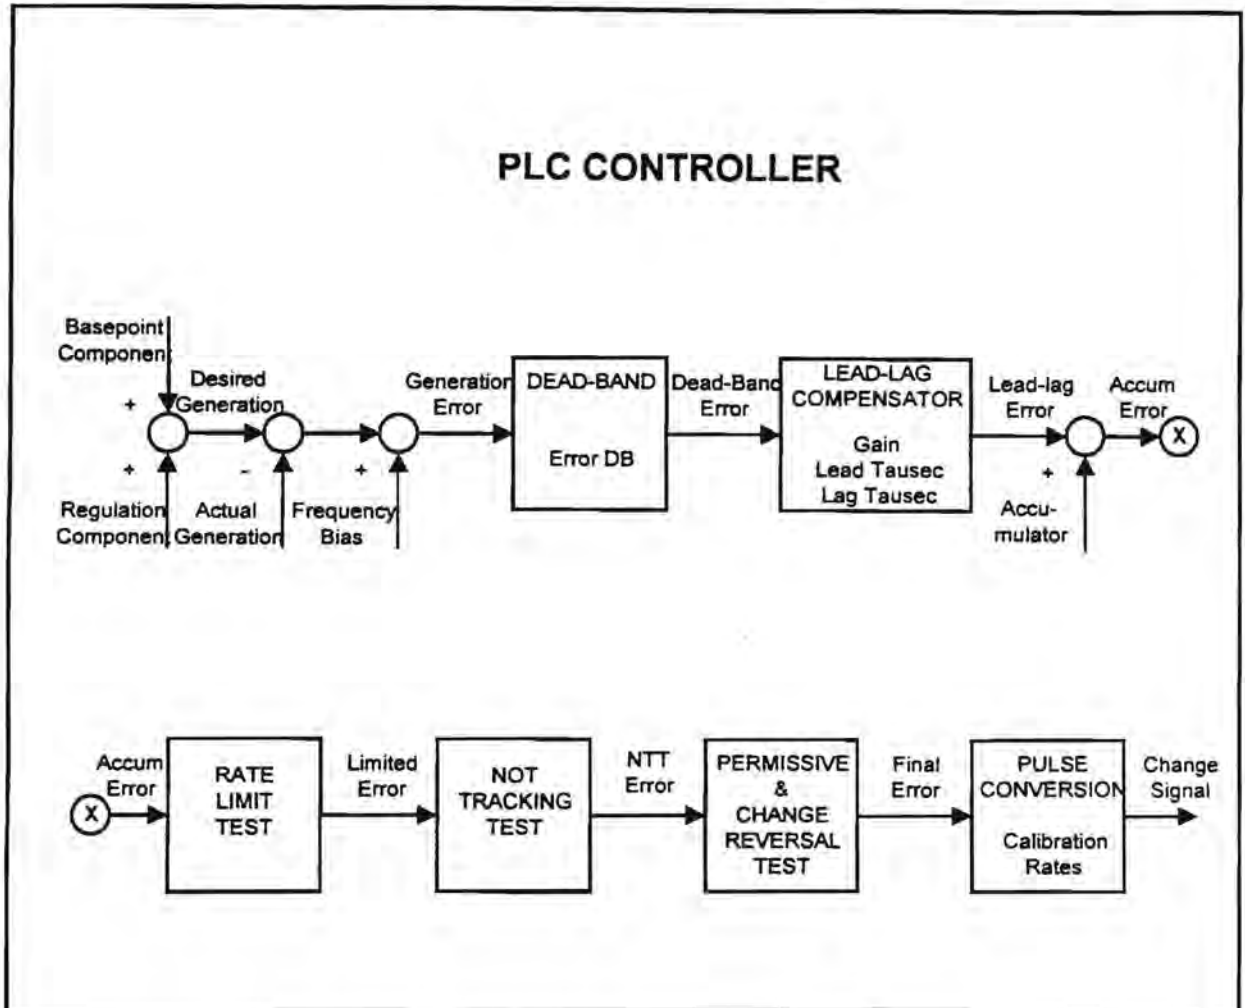 PLC CONTROLLER
Basepoint
Componen
+
Desired
Generation
+
Regulation
Component
-
Actual
Generation
+
Frequency
Bias
Generation
Error
DEAD-BAND
Error DB
Dead-Band
Error
LEAD-LAG
COMPENSATOR
Gain
Lead Tausec
Lag Tausec
Lead-lag
Error
+
Accu-
mulator
Accum
Error
X
Accum
Error
X
RATE
LIMIT
TEST
Limited
Error
NOT
TRACKING
TEST
NTT
Error
PERMISSIVE
&
CHANGE
REVERSAL
TEST
Final
Error
PULSE
CONVERSION
Calibration
Rates
Change
Signal